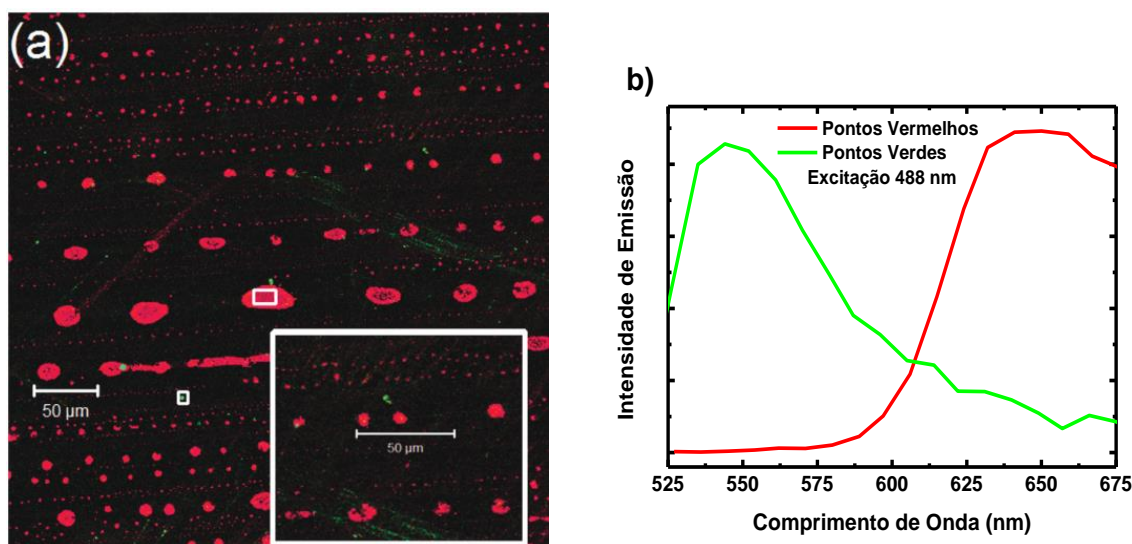 (a)
50 µm
50 µm
b)
Pontos Vermelhos
Pontos Verdes
Excitação 488 nm
Intensidade de Emissão
525 550 575 600 625 650 675
Comprimento de Onda (nm)